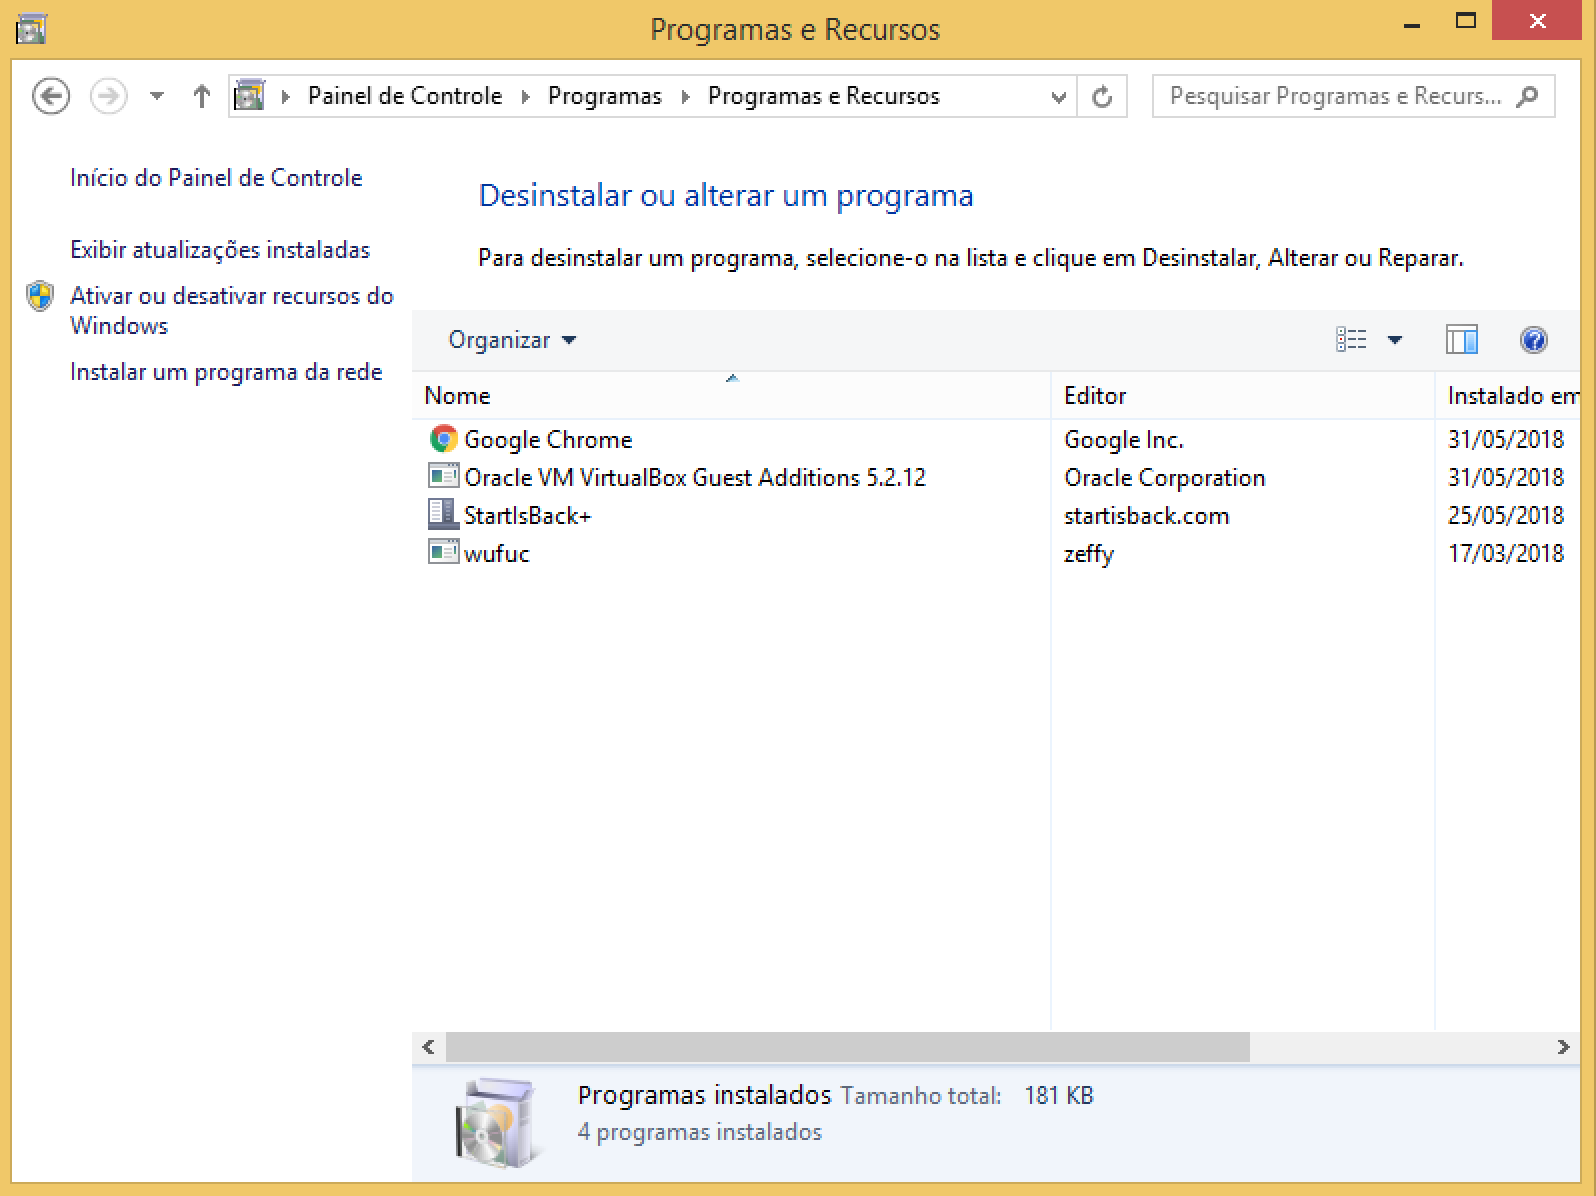 Programas e Recursos
Painel de Controle Programas Programas e Recursos
Pesquisar Programas e Recurs...
Início do Painel de Controle
Exibir atualizações instaladas
Ativar ou desativar recursos do
Windows
Instalar um programa da rede
Desinstalar ou alterar um programa
Para desinstalar um programa, selecione-o na lista e clique em Desinstalar, Alterar ou Reparar.
Organizar
Nome Editor Instalado em
Google Chrome Google Inc. 31/05/2018
Oracle VM VirtualBox Guest Additions 5.2.12 Oracle Corporation 31/05/2018
StartIsBack+ startisback.com 25/05/2018
wufuc zeffy 17/03/2018
Programas instalados Tamanho total: 181 KB
4 programas instalados